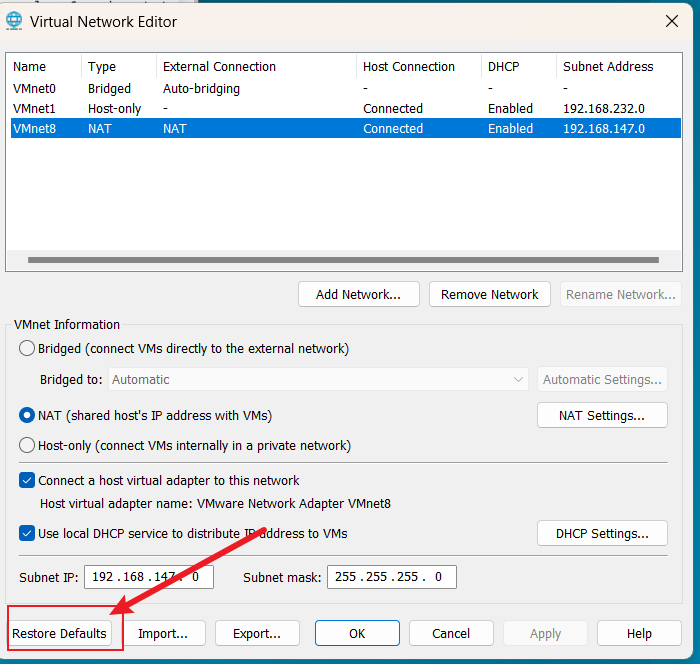 Virtual Network Editor
Name Type External Connection Host Connection DHCP Subnet Address
VMnet0 Bridged Auto-bridging - - -
VMnet1 Host-only - Connected Enabled 192.168.232.0
VMnet8 NAT NAT Connected Enabled 192.168.147.0
Add Network... Remove Network Rename Network...
VMnet Information
Bridged (connect VMs directly to the external network)
Bridged to: Automatic Automatic Settings...
NAT (shared host's IP address with VMs) NAT Settings...
Host-only (connect VMs internally in a private network)
Connect a host virtual adapter to this network
Host virtual adapter name: VMware Network Adapter VMnet8
Use local DHCP service to distribute IP address to VMs DHCP Settings...
Subnet IP: 192 . 168 . 147 . 0 Subnet mask: 255 . 255 . 255 . 0
Restore Defaults Import... Export... OK Cancel Apply Help